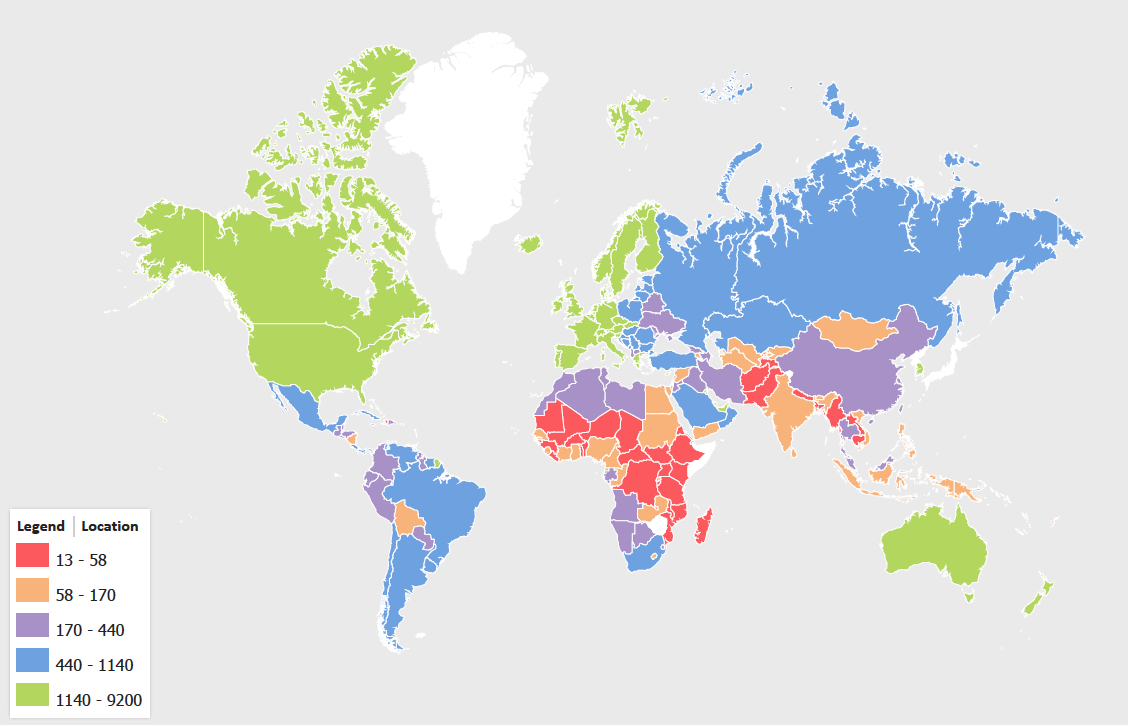 Legend | Location
13 - 58
58 - 170
170 - 440
440 - 1140
1140 - 9200